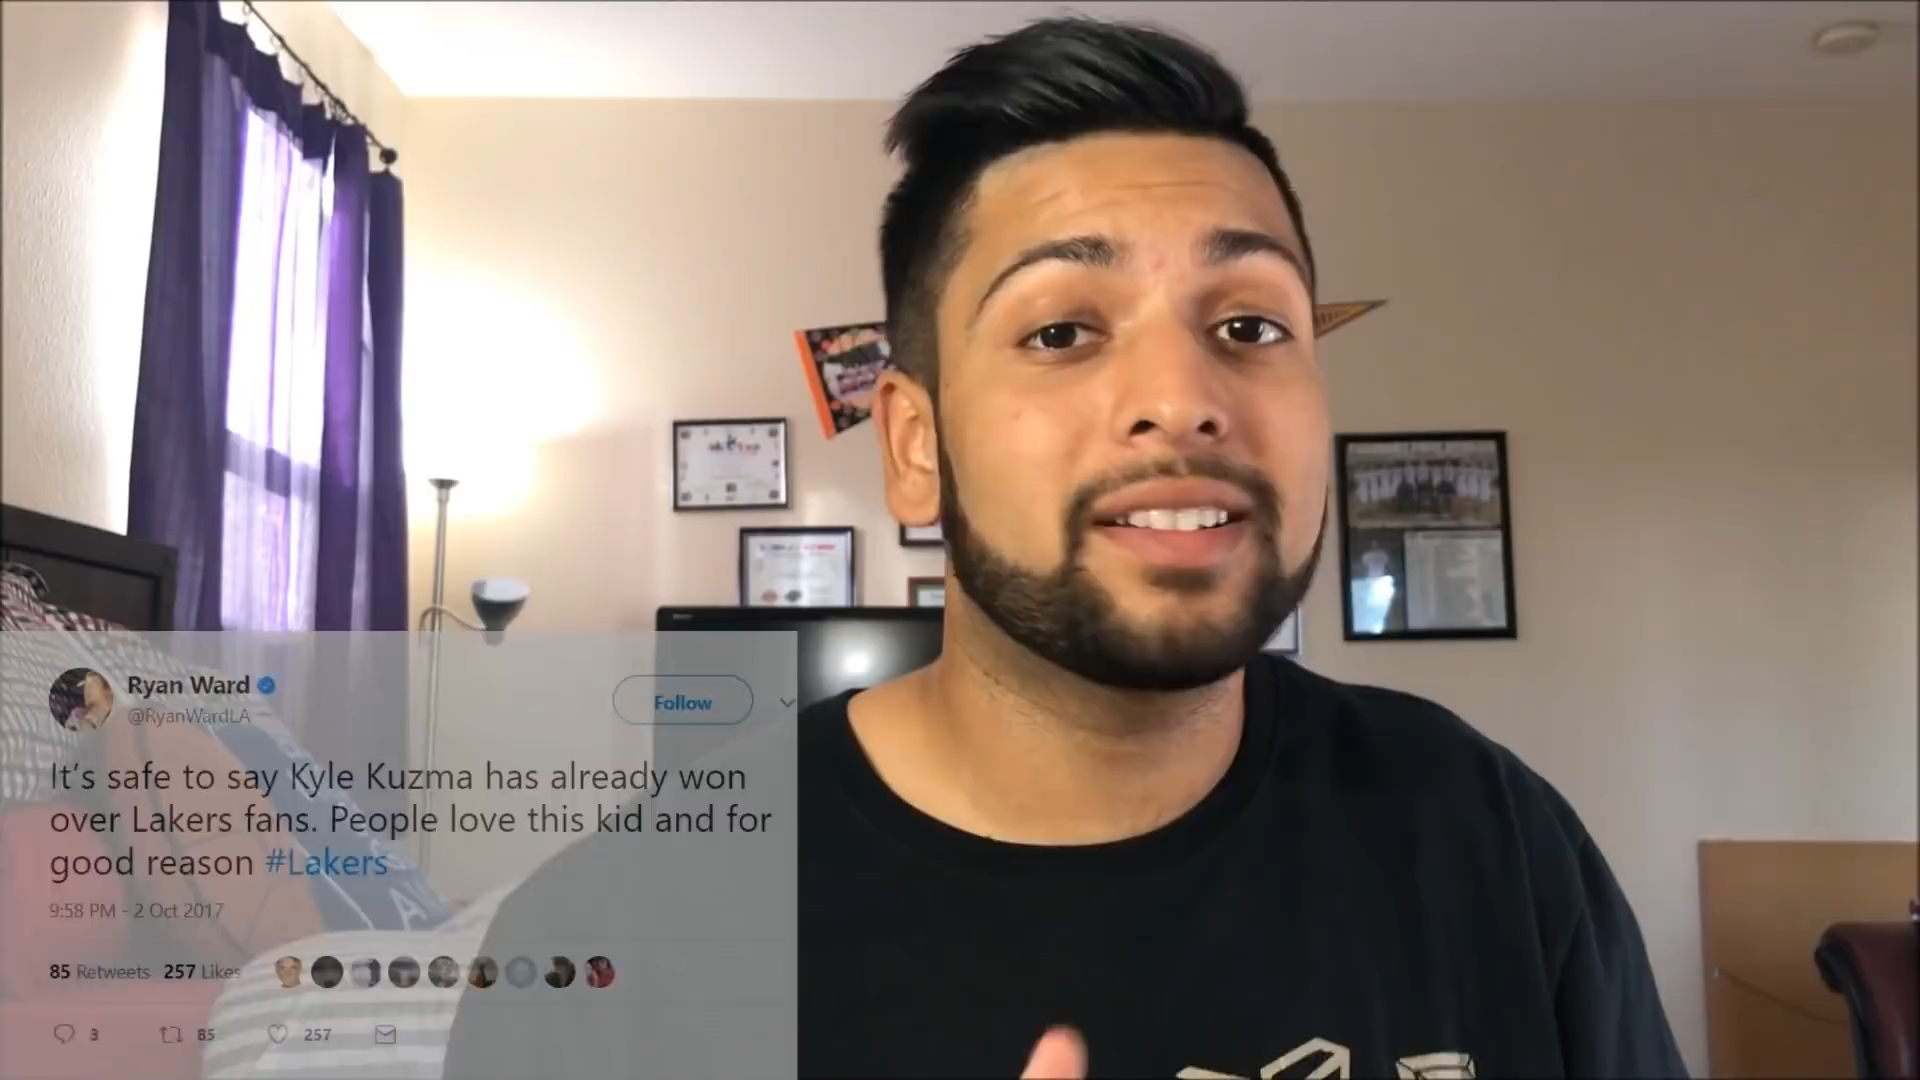 Ryan Ward
@RyanWardLA
Follow
It's safe to say Kyle Kuzma has already won
over Lakers fans. People love this kid and for
good reason #Lakers
9:58 PM - 2 Oct 2017
85 Retweets 257 Likes
3 85 257